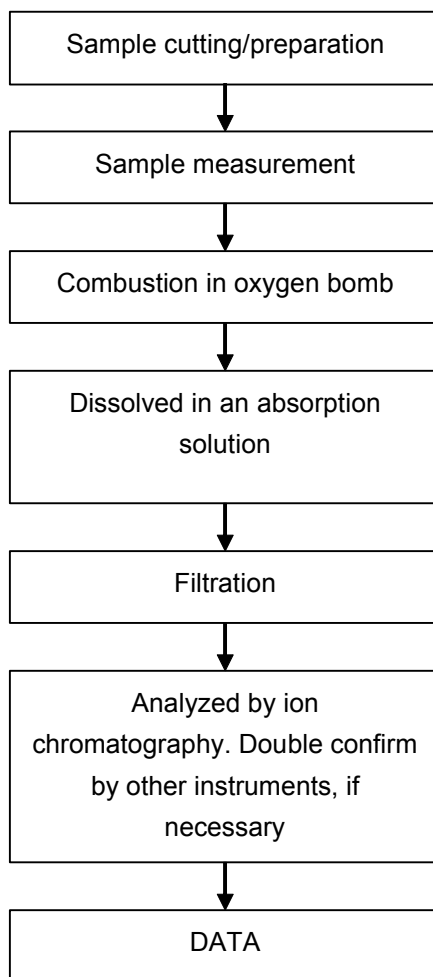 Sample cutting/preparation
Sample measurement
Combustion in oxygen bomb
Dissolved in an absorption
solution
Filtration
Analyzed by ion
chromatography. Double confirm
by other instruments, if
necessary
DATA